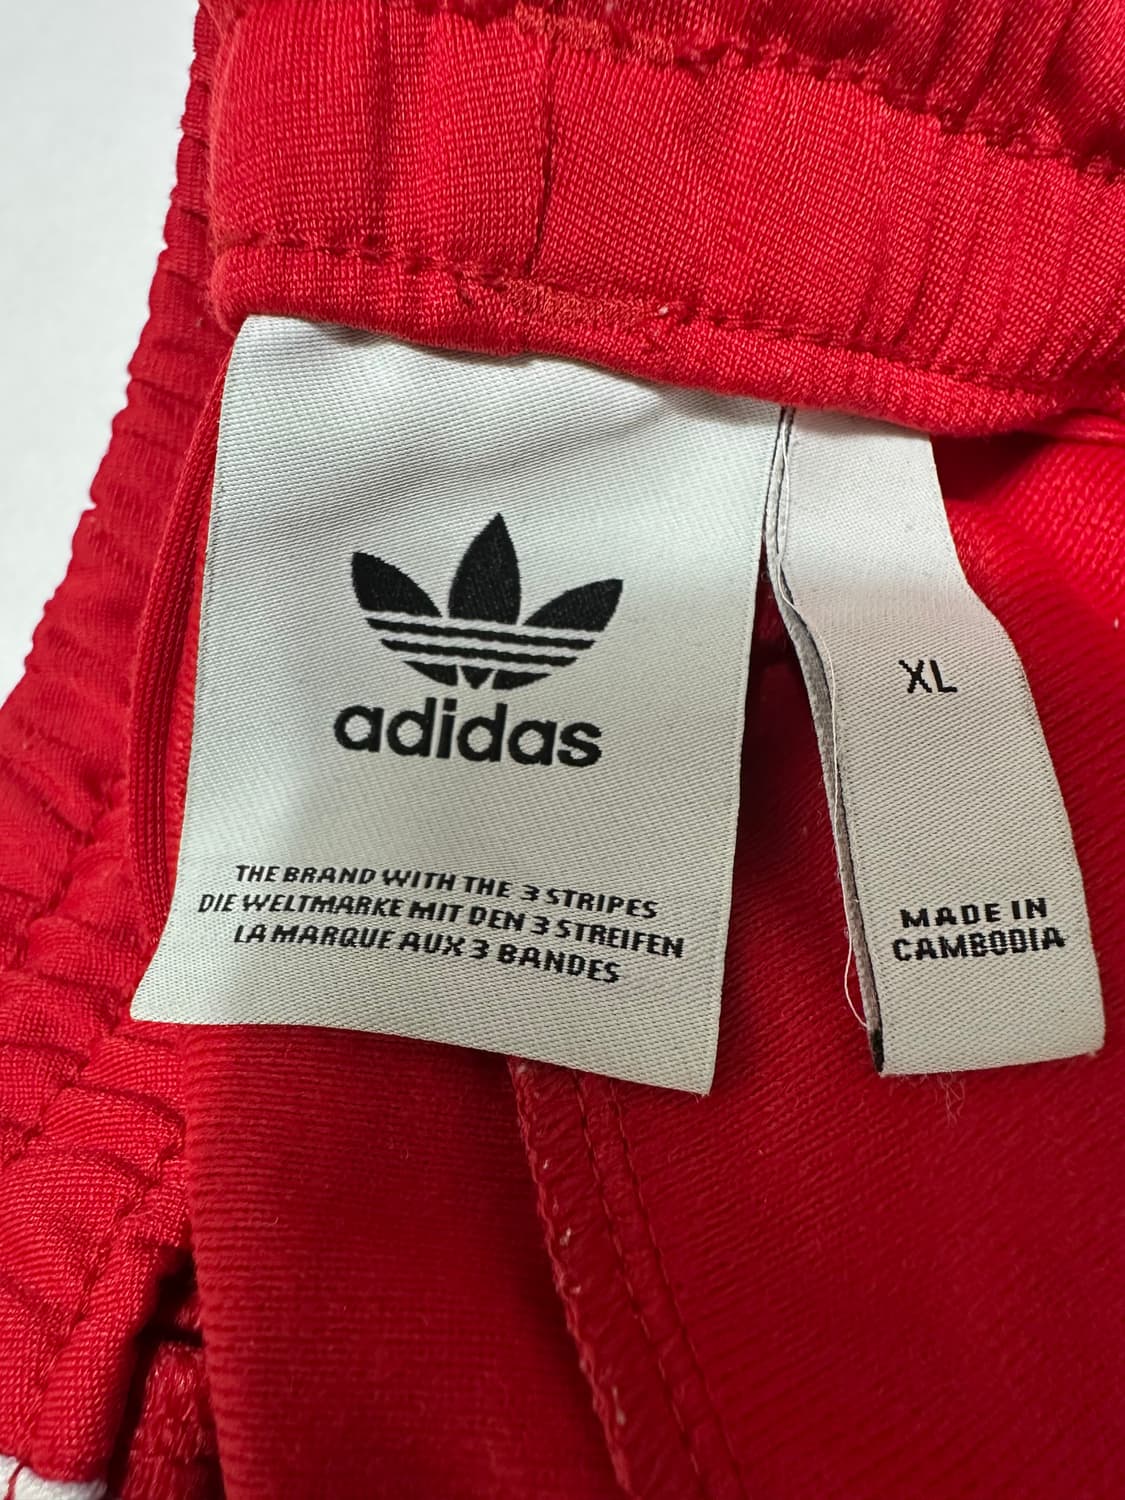 adidas
THE BRAND WITH THE 3 STRIPES
DIE WELTMARKE MIT DEN 3 STREIFEN
LA MARQUE AUX 3 BANDES
XL
MADE IN
CAMBODIA